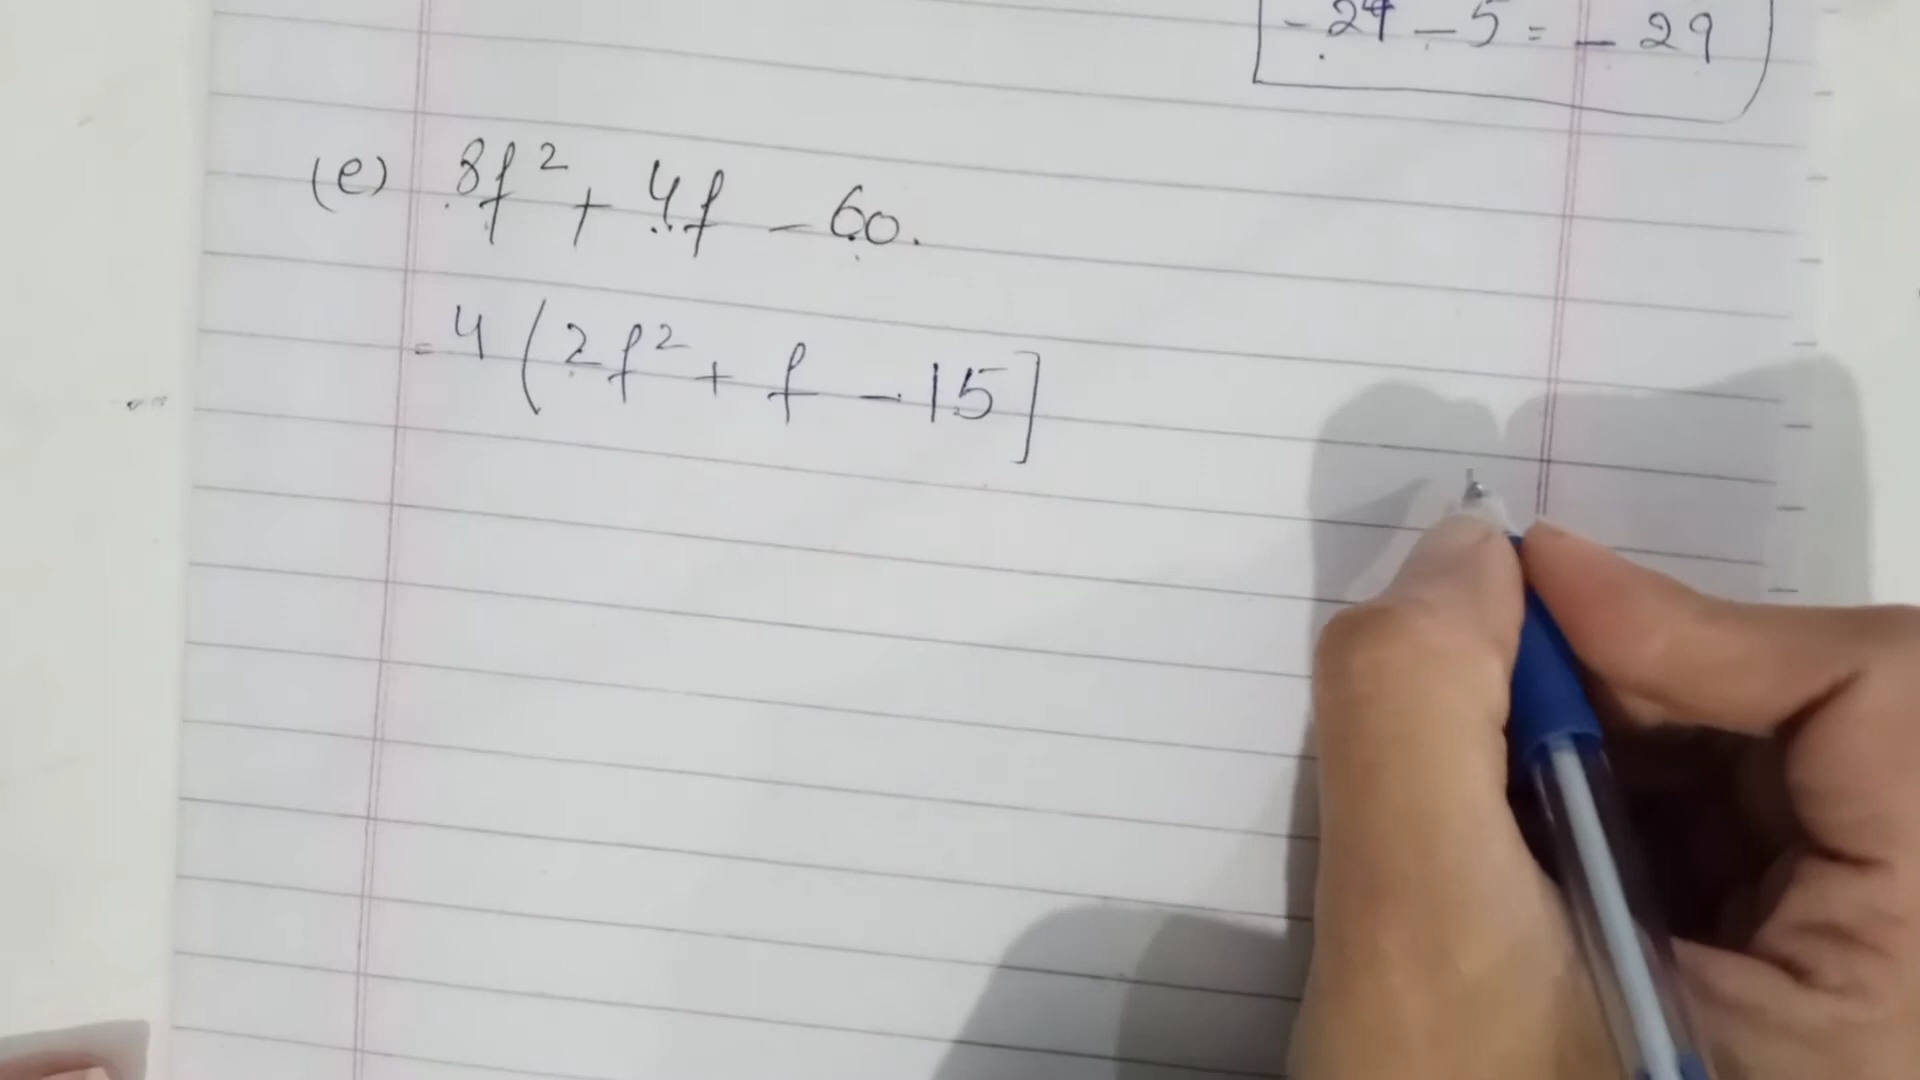 - 24 - 5 = - 29
(e) 8f² + 4f - 60.
= 4 ( 2f² + f - 15 ]